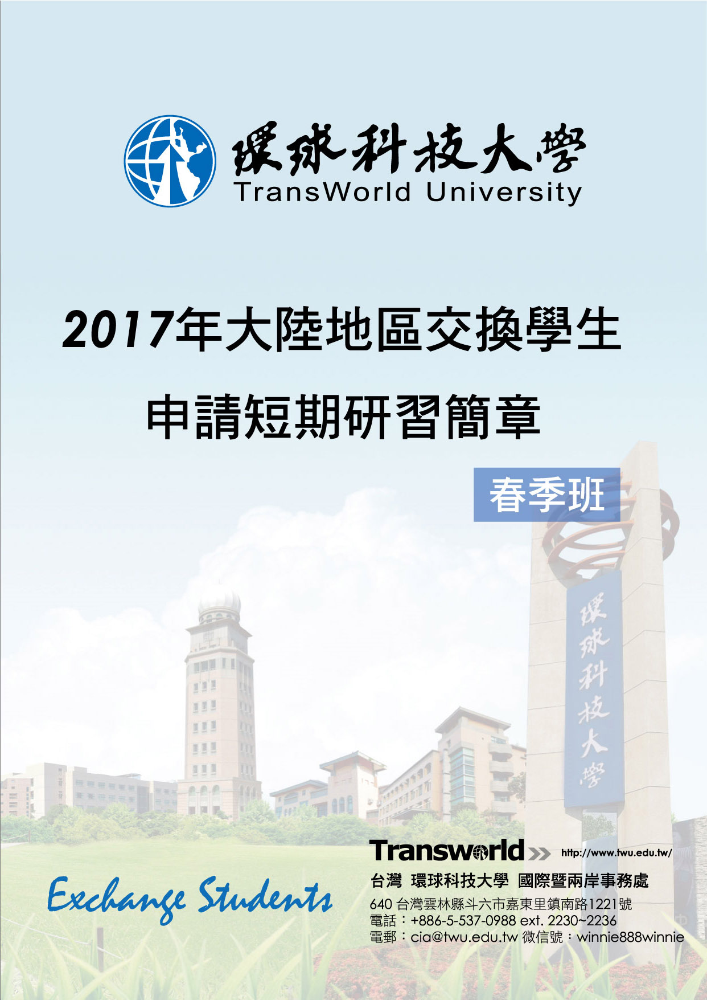 環球科技大學
TransWorld University
2017年大陸地區交換學生
申請短期研習簡章
春季班
環球科技大學
Transworld http://www.twu.edu.tw/
台灣 環球科技大學 國際暨兩岸事務處
Exchange Students
640 台灣雲林縣斗六市嘉東里鎮南路1221號
電話：+886-5-537-0988 ext. 2230~2236
電郵：cia@twu.edu.tw 微信號：winnie888winnie